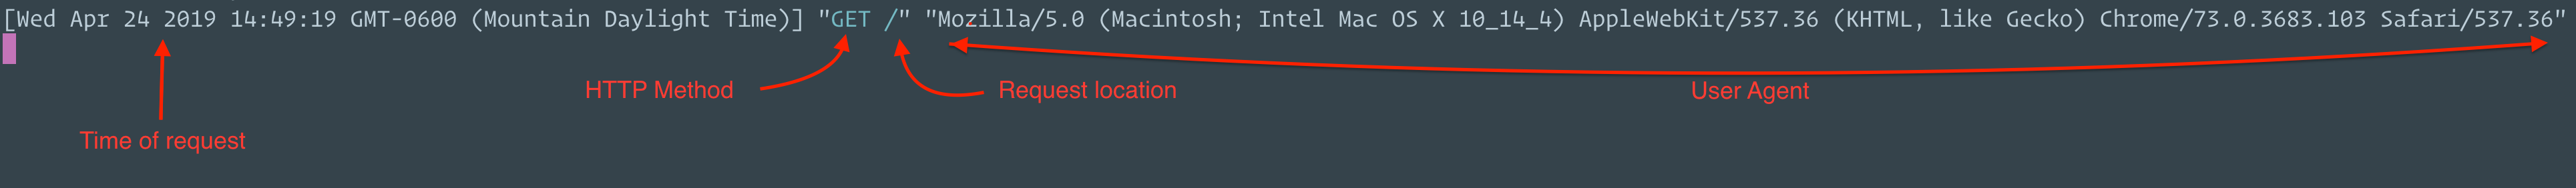 [Wed Apr 24 2019 14:49:19 GMT-0600 (Mountain Daylight Time)] "GET /" "Mozilla/5.0 (Macintosh; Intel Mac OS X 10_14_4) AppleWebKit/537.36 (KHTML, like Gecko) Chrome/73.0.3683.103 Safari/537.36"
HTTP Method
Request location
User Agent
Time of request